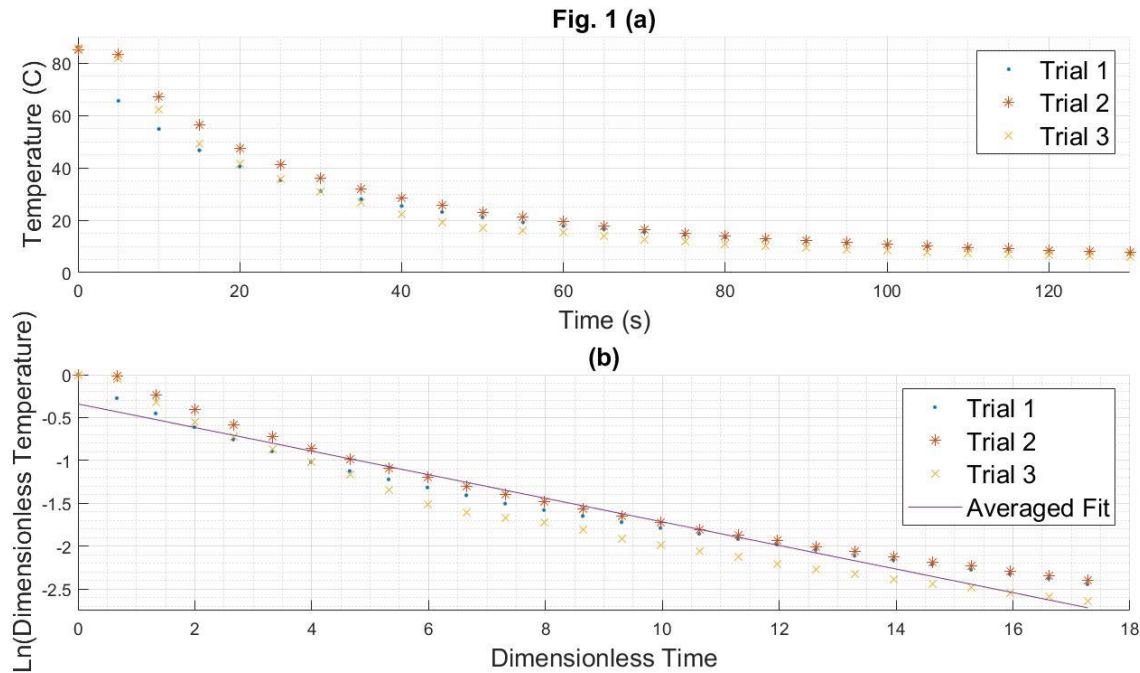 Fig. 1 (a)
Temperature (C)
80
60
40
20
0
Trial 1
Trial 2
Trial 3
0 20 40 60 80 100 120
Time (s)
(b)
Ln(Dimensionless Temperature)
0
-0.5
-1
-1.5
-2
-2.5
Trial 1
Trial 2
Trial 3
Averaged Fit
0 2 4 6 8 10 12 14 16 18
Dimensionless Time